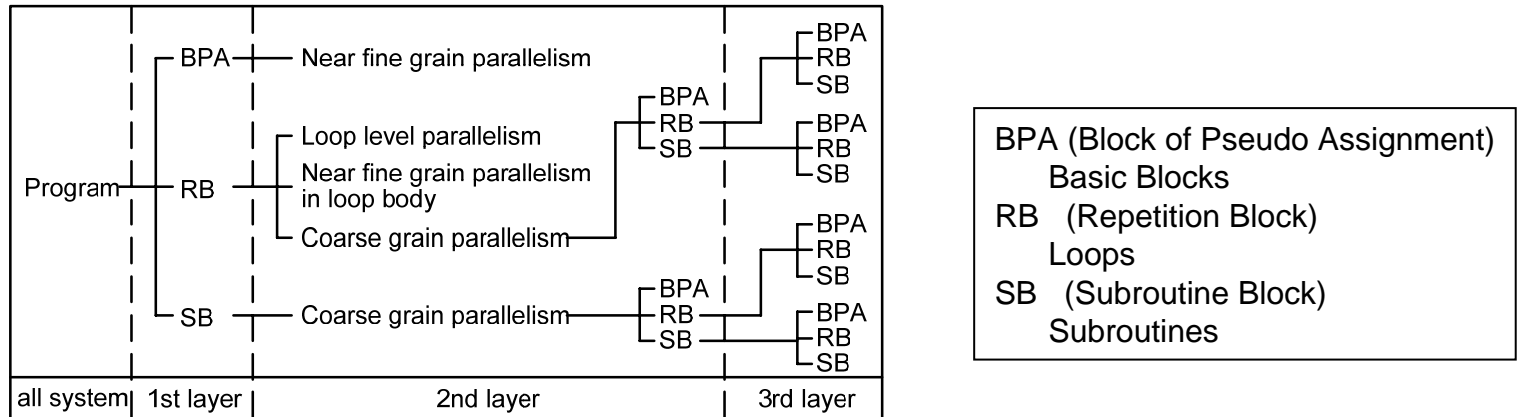 Program
BPA
RB
SB
Near fine grain parallelism
Loop level parallelism
Near fine grain parallelism
in loop body
Coarse grain parallelism
Coarse grain parallelism
BPA
RB
SB
BPA
RB
SB
BPA
RB
SB
BPA
RB
SB
BPA
RB
SB
BPA
RB
SB
all system
1st layer
2nd layer
3rd layer
BPA (Block of Pseudo Assignment)
Basic Blocks
RB (Repetition Block)
Loops
SB (Subroutine Block)
Subroutines